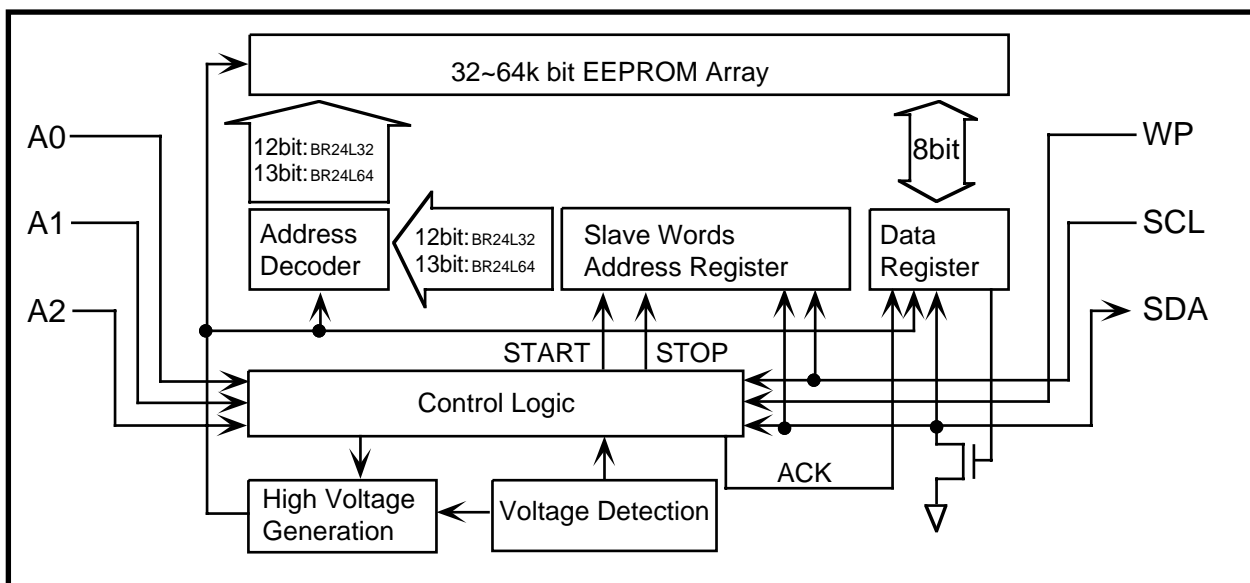 32~64k bit EEPROM Array
A0
12bit: BR24L32
13bit: BR24L64
8bit
WP
A1
Address
Decoder
12bit: BR24L32
13bit: BR24L64
Slave Words
Address Register
Data
Register
SCL
A2
SDA
START
STOP
Control Logic
ACK
High Voltage
Generation
Voltage Detection